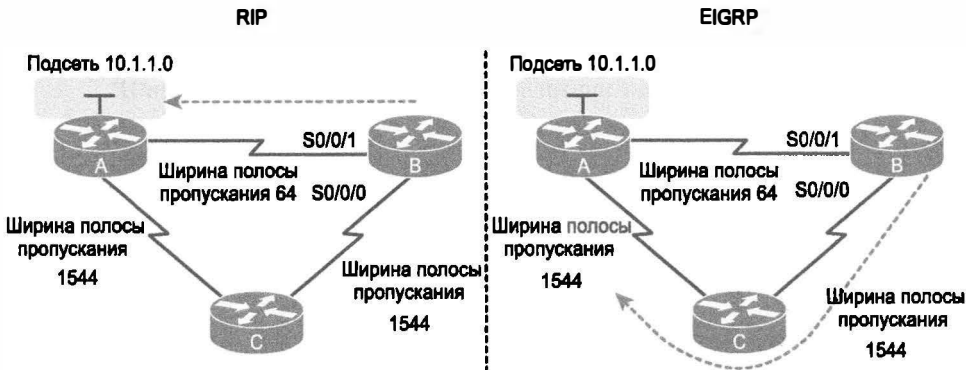 RIP
Подсеть 10.1.1.0
A
S0/0/1
B
Ширина полосы
пропускания 64
S0/0/0
Ширина полосы
пропускания
1544
Ширина полосы
пропускания
1544
C
EIGRP
Подсеть 10.1.1.0
A
S0/0/1
B
Ширина полосы
пропускания 64
S0/0/0
Ширина полосы
пропускания
1544
Ширина полосы
пропускания
1544
C